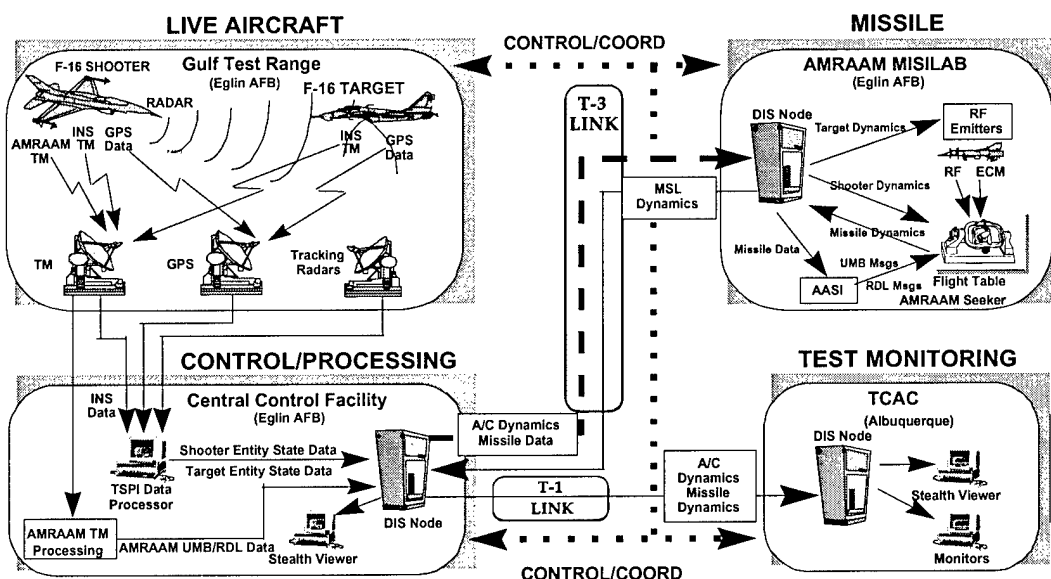 LIVE AIRCRAFT
Gulf Test Range
(Eglin AFB)
F-16 SHOOTER
RADAR
F-16 TARGET
AMRAAM
TM
INS
TM
GPS
Data
INS
TM
GPS
Data
TM
GPS
Tracking
Radars
CONTROL/COORD
T-3
LINK
MISSILE
AMRAAM MISILAB
(Eglin AFB)
DIS Node
Target Dynamics
RF
Emitters
RF ECM
Shooter Dynamics
MSL
Dynamics
Missile Dynamics
Missile Data
UMB Msgs
AASI
RDL Msgs
Flight Table
AMRAAM Seeker
CONTROL/PROCESSING
Central Control Facility
(Eglin AFB)
INS
Data
Shooter Entity State Data
Target Entity State Data
TSPI Data
Processor
A/C Dynamics
Missile Data
DIS Node
AMRAAM TM
Processing
AMRAAM UMB/RDL Data
Stealth Viewer
T-1
LINK
A/C
Dynamics
Missile
Dynamics
TEST MONITORING
TCAC
(Albuquerque)
DIS Node
Stealth Viewer
Monitors
CONTROL/COORD